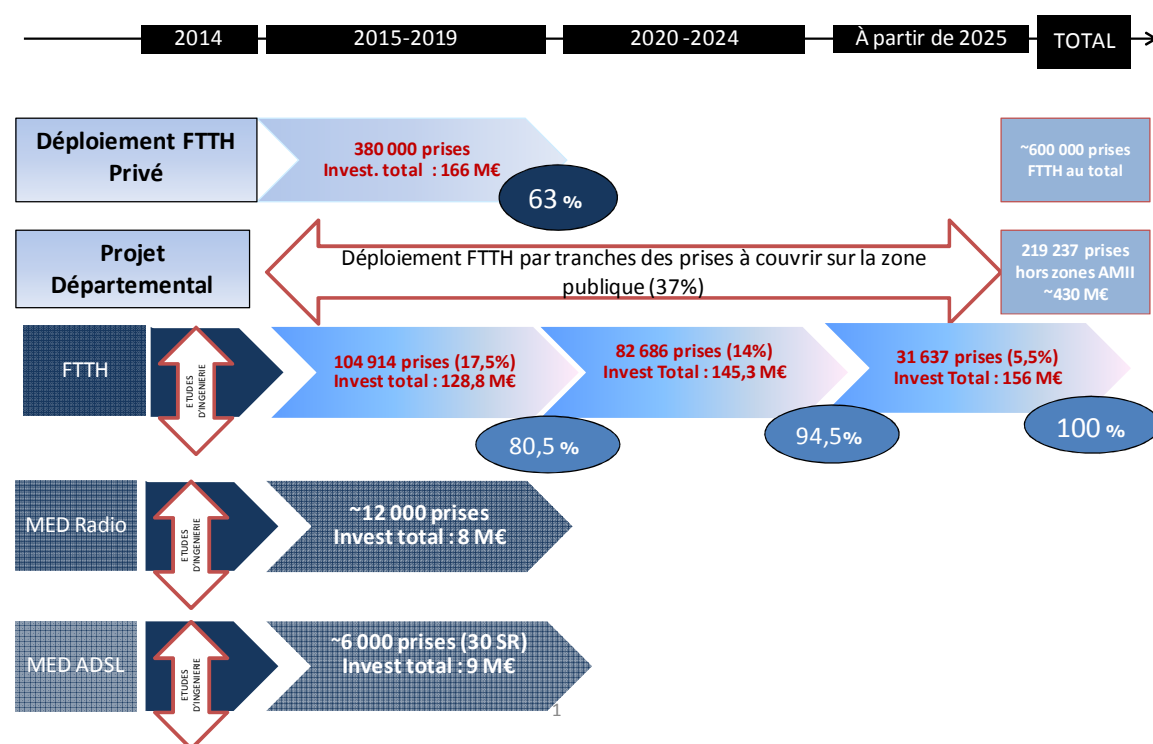 2014
2015-2019
2020 -2024
À partir de 2025
TOTAL
Déploiement FTTH
Privé
380 000 prises
Invest. total : 166 M€
63 %
~600 000 prises
FTTH au total
Projet
Départemental
Déploiement FTTH par tranches des prises à couvrir sur la zone
publique (37%)
219 237 prises
hors zones AMII
~430 M€
FTTH
ETUDES
D'INGENIERIE
104 914 prises (17,5%)
Invest total : 128,8 M€
80,5 %
82 686 prises (14%)
Invest Total : 145,3 M€
94,5%
31 637 prises (5,5%)
Invest Total : 156 M€
100 %
MED Radio
ETUDES
D'INGENIERIE
~12 000 prises
Invest total : 8 M€
MED ADSL
ETUDES
D'INGENIERIE
~6 000 prises (30 SR)
Invest total : 9 M€
1